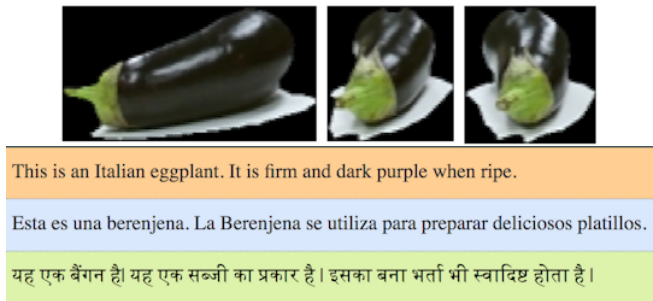 This is an Italian eggplant. It is firm and dark purple when ripe.
Esta es una berenjena. La Berenjena se utiliza para preparar deliciosos platillos.
यह एक बैंगन है। यह एक सब्जी का प्रकार है । इसका बना भर्ता भी स्वादिष्ट होता है ।